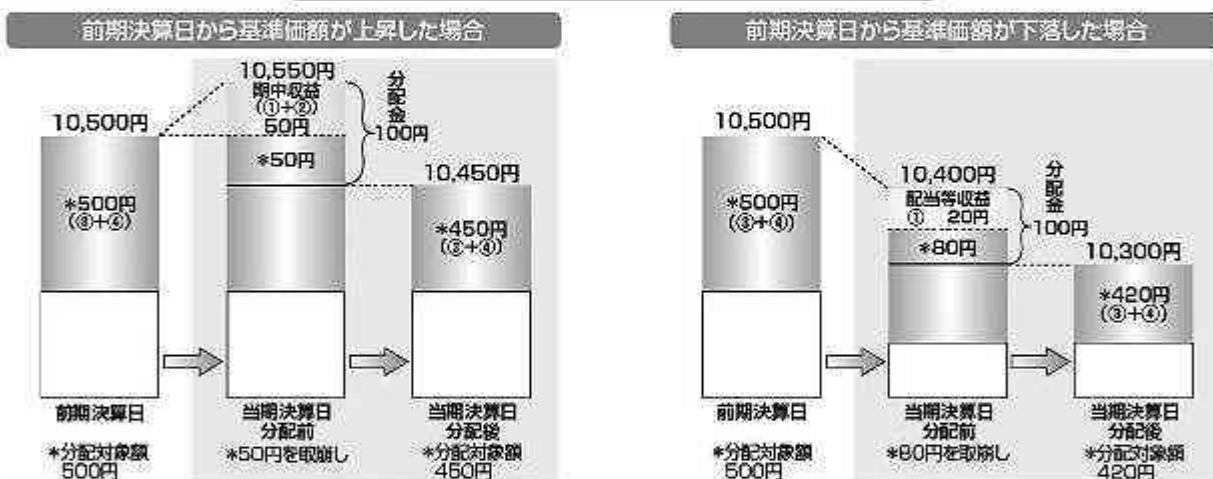 前期決算日から基準価額が上昇した場合
10,550円
期中収益
(①+②)
50円
*50円
分配金
100円
10,500円
*500円
(③+④)
10,450円
*450円
(③+④)
前期決算日
当期決算日
分配前
当期決算日
分配後
*分配対象額
500円
*50円を取崩し
*分配対象額
450円
前期決算日から基準価額が下落した場合
10,500円
*500円
(③+④)
10,400円
配当等収益
① 20円
*80円
分配金
100円
10,300円
*420円
(③+④)
前期決算日
当期決算日
分配前
当期決算日
分配後
*分配対象額
500円
*80円を取崩し
*分配対象額
420円